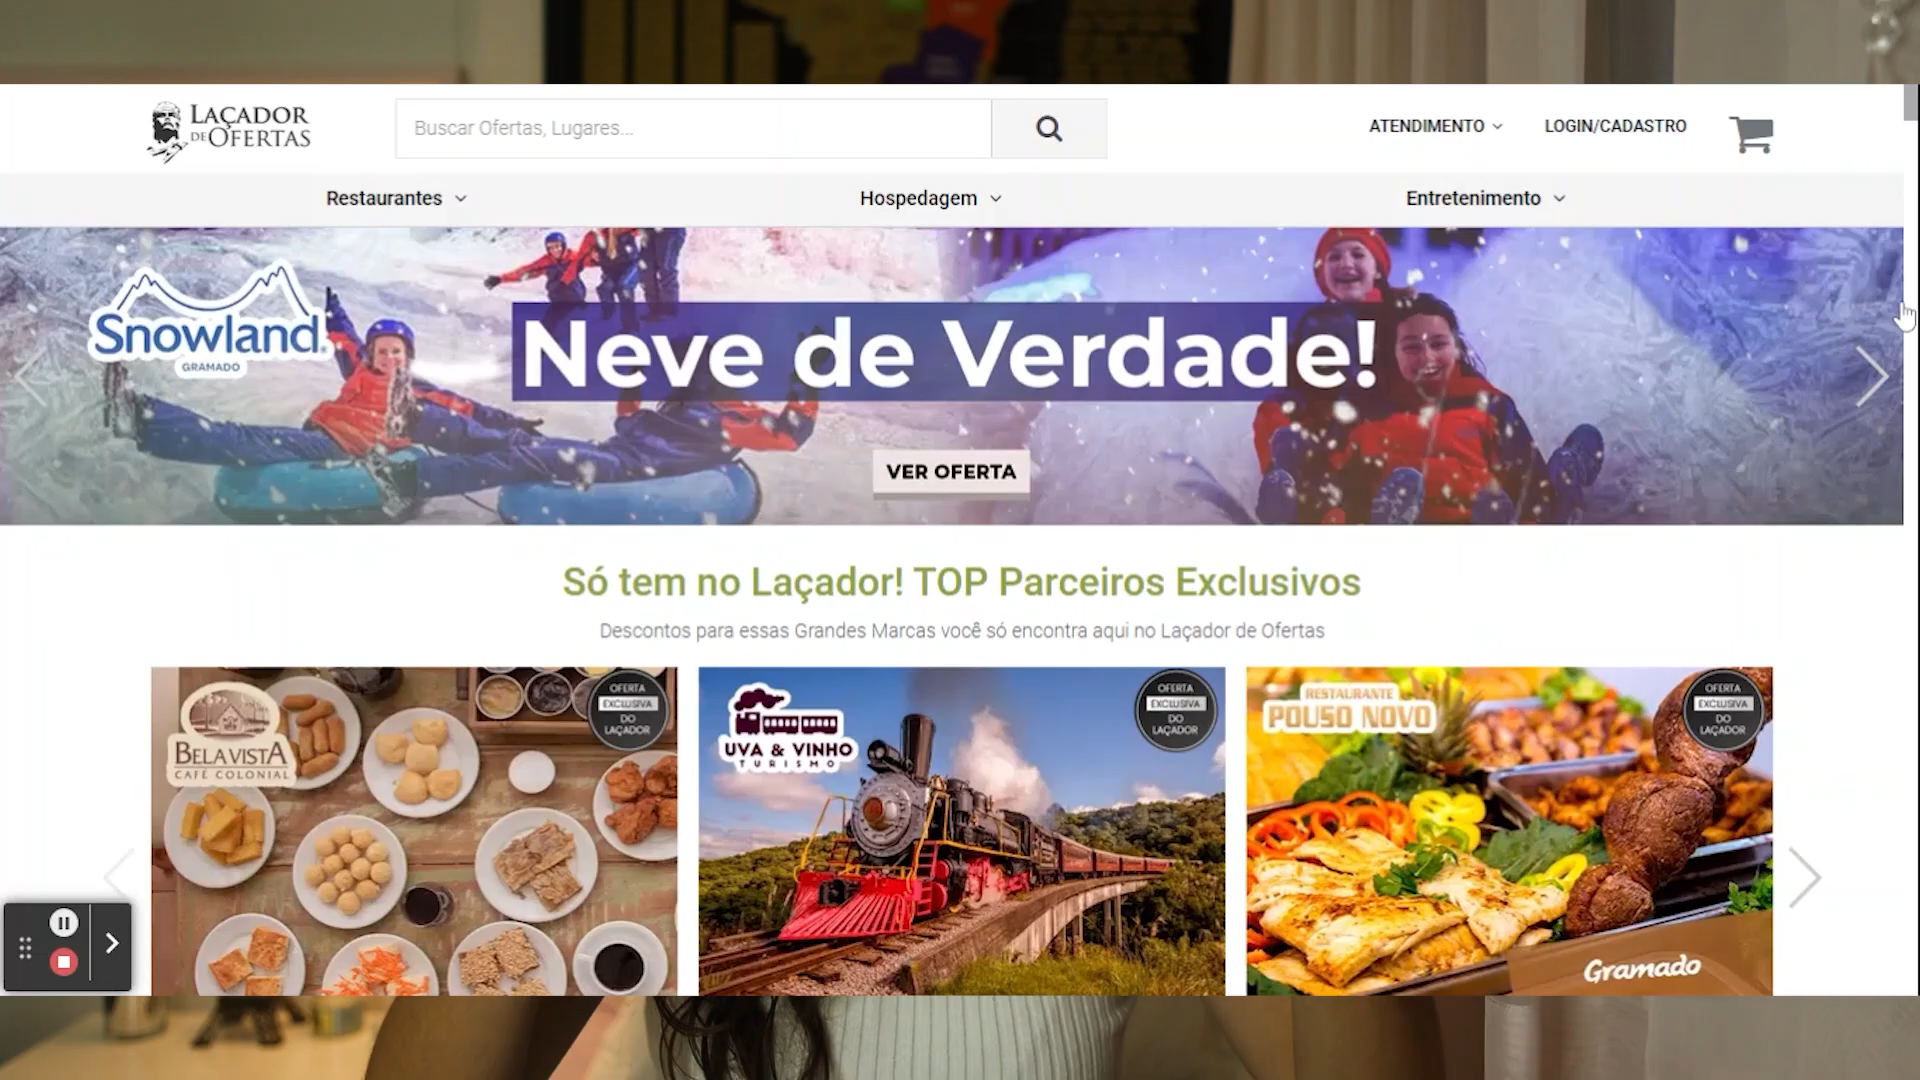 LAÇADOR
DE OFERTAS
Buscar Ofertas, Lugares...
ATENDIMENTO
LOGIN/CADASTRO
Restaurantes
Hospedagem
Entretenimento
Snowland
GRAMADO
Neve de Verdade!
VER OFERTA
Só tem no Laçador! TOP Parceiros Exclusivos
Descontos para essas Grandes Marcas você só encontra aqui no Laçador de Ofertas
BELA VISTA
CAFÉ COLONIAL
OFERTA
EXCLUSIVA
DO
LAÇADOR
UVA & VINHO
TURISMO
OFERTA
EXCLUSIVA
DO
LAÇADOR
RESTAURANTE
POUSO NOVO
OFERTA
EXCLUSIVA
DO
LAÇADOR
Gramado